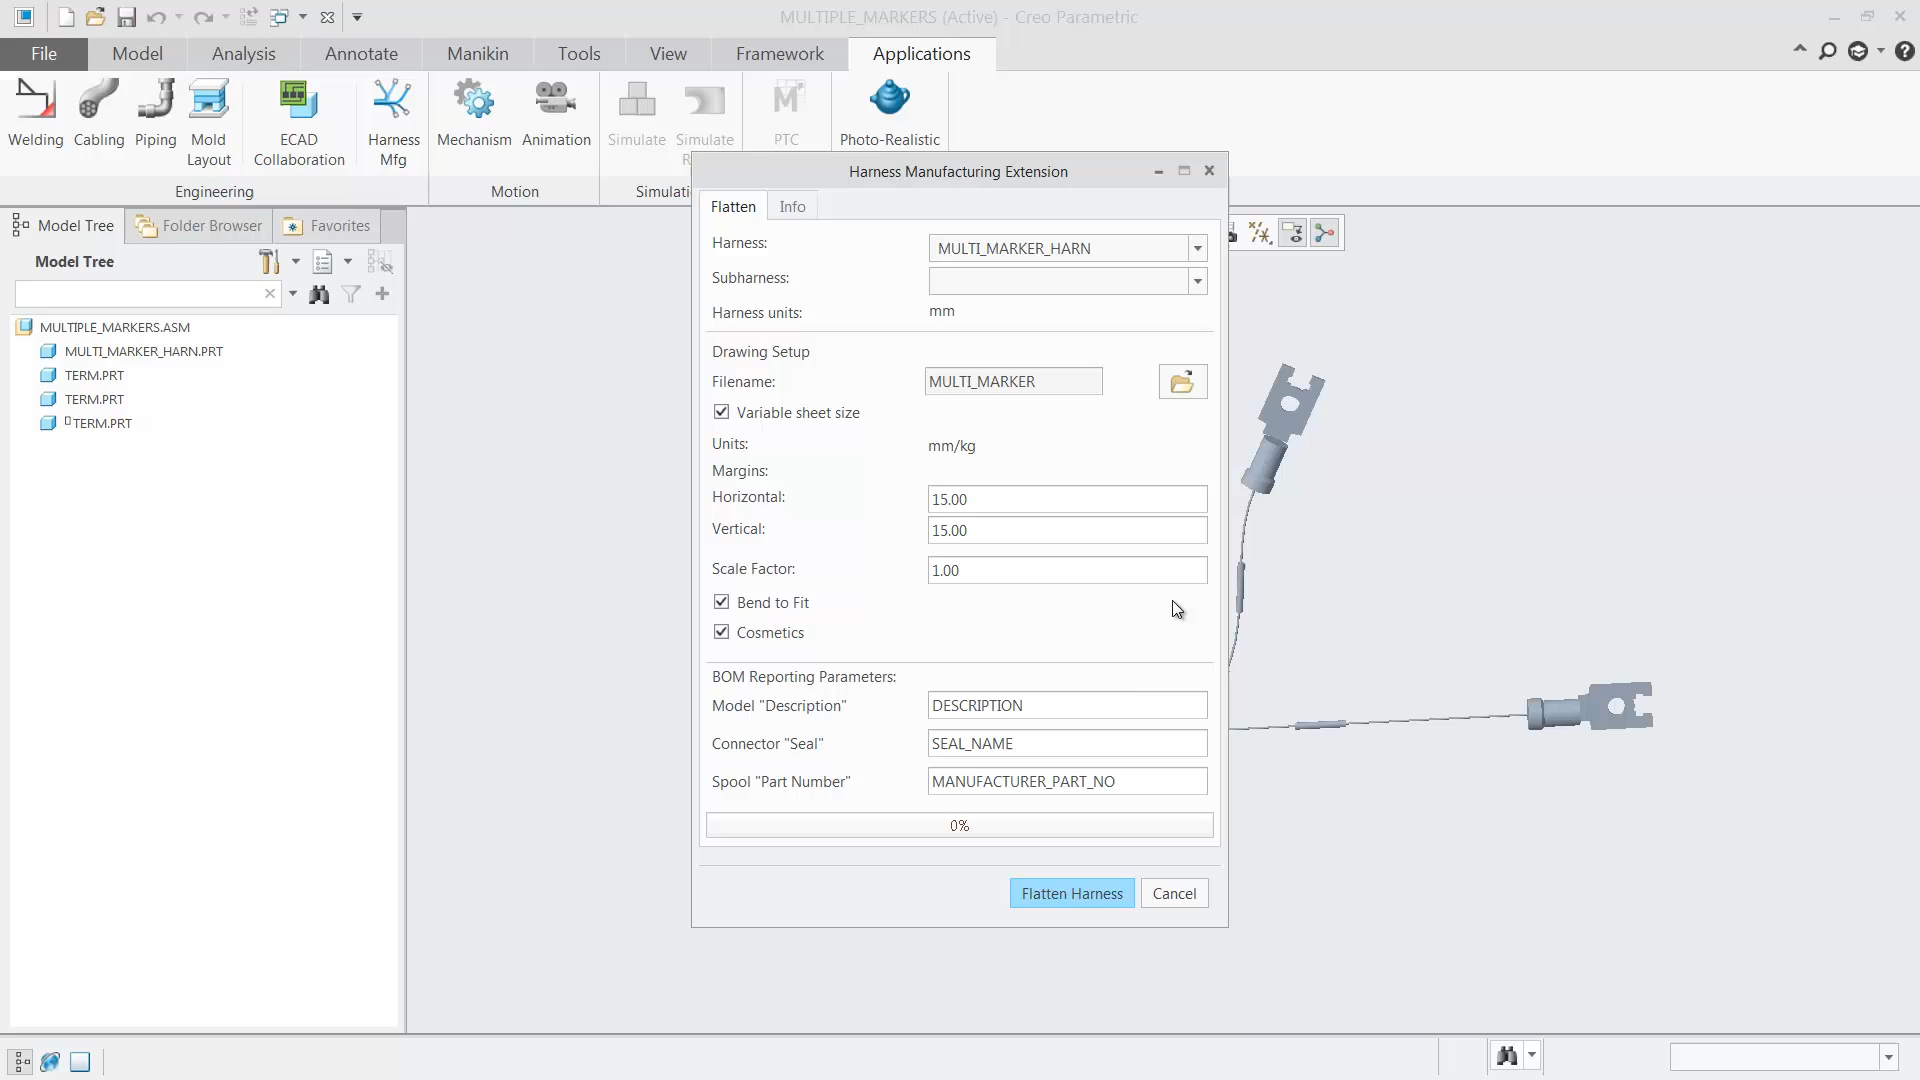 MULTIPLE_MARKERS (Active) - Creo Parametric
File Model Analysis Annotate Manikin Tools View Framework Applications
Welding Cabling Piping Mold Layout ECAD Collaboration Harness Mfg Mechanism Animation Simulate Simulate R PTC Photo-Realistic
Engineering Motion Simulati
Harness Manufacturing Extension
Model Tree Folder Browser Favorites
Flatten Info
Model Tree
Harness: MULTI_MARKER_HARN
Subharness:
Harness units: mm
MULTIPLE_MARKERS.ASM
MULTI_MARKER_HARN.PRT
TERM.PRT
TERM.PRT
TERM.PRT
Drawing Setup
Filename: MULTI_MARKER
Variable sheet size
Units: mm/kg
Margins:
Horizontal: 15.00
Vertical: 15.00
Scale Factor: 1.00
Bend to Fit
Cosmetics
BOM Reporting Parameters:
Model "Description" DESCRIPTION
Connector "Seal" SEAL_NAME
Spool "Part Number" MANUFACTURER_PART_NO
0%
Flatten Harness Cancel